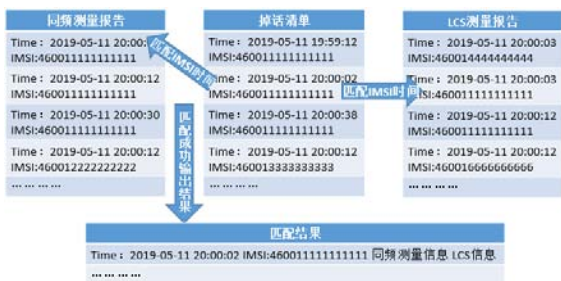 同频测量报告
Time：2019-05-11 20:00:
IMSI:460011111111111
Time：2019-05-11 20:00:12
IMSI:460011111111111
Time：2019-05-11 20:00:30
IMSI:460011111111111
Time：2019-05-11 20:00:12
IMSI:460012222222222
… … … …
匹配IMSI时间
掉话清单
Time：2019-05-11 19:59:12
IMSI:460011111111111
Time：2019-05-11 20:00:02
11111111111
Time：2019-05-11 20:00:38
IMSI:460011111111111
Time：2019-05-11 20:00:12
IMSI:460013333333333
… … … …
匹配IMSI时间
LCS测量报告
Time：2019-05-11 20:00:03
IMSI:460014444444444
Time：2019-05-11 20:00:03
IMSI:460011111111111
Time：2019-05-11 20:00:12
IMSI:460011111111111
Time：2019-05-11 20:00:12
IMSI:460016666666666
… … … …
匹配成功输出结果
匹配结果
Time：2019-05-11 20:00:02 IMSI:460011111111111 同频测量信息 LCS信息
… … … …